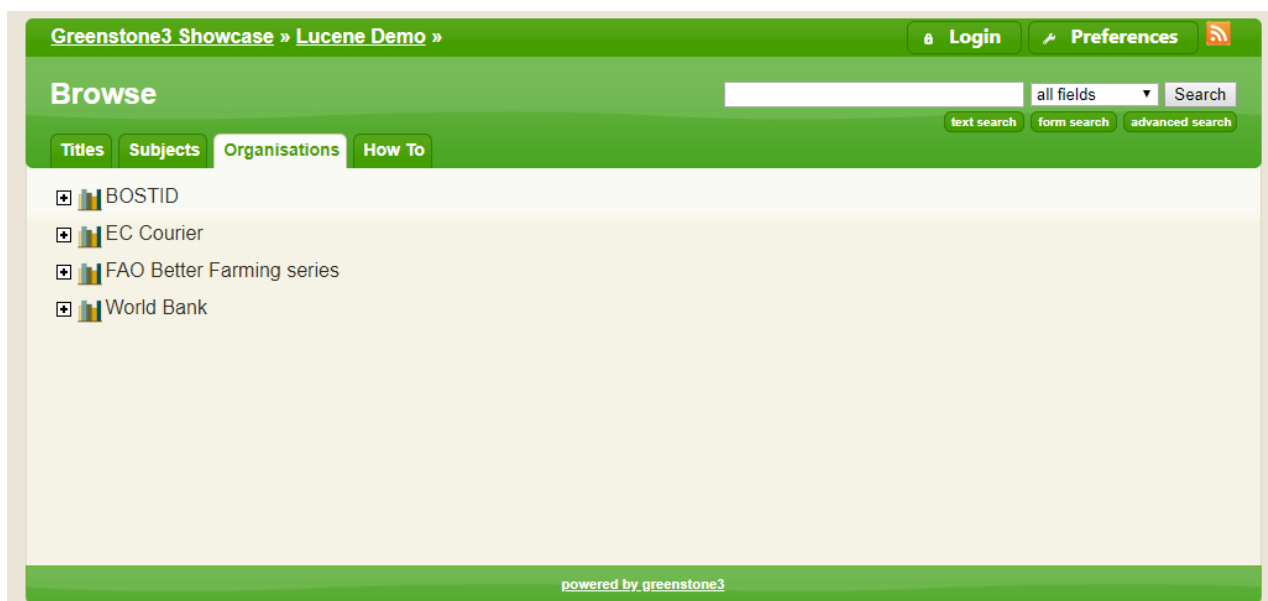 Greenstone3 Showcase » Lucene Demo » Login Preferences
Browse all fields Search
text search form search advanced search
Titles Subjects Organisations How To
BOSTID
EC Courier
FAO Better Farming series
World Bank
powered by greenstone3